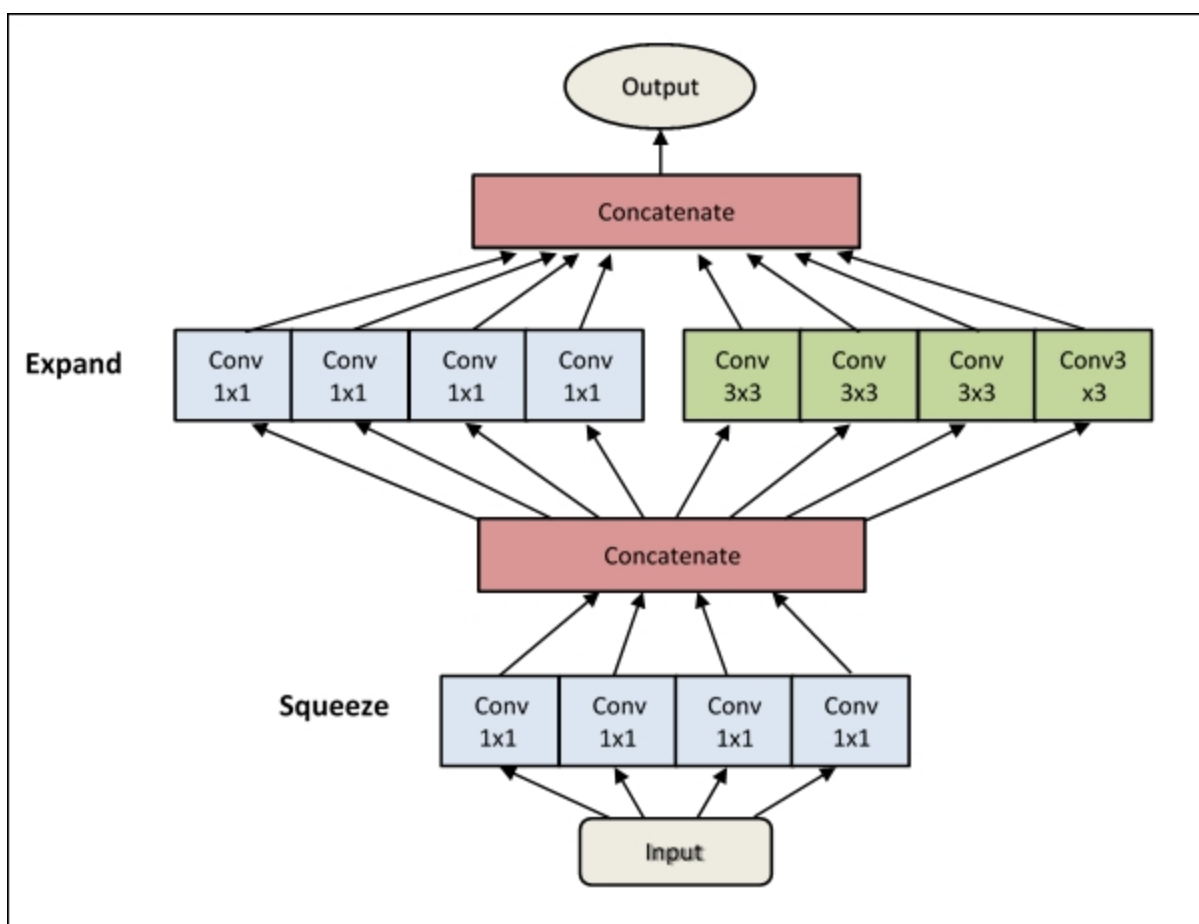 Output
Concatenate
Expand
Conv
1x1
Conv
1x1
Conv
1x1
Conv
1x1
Conv
3x3
Conv
3x3
Conv
3x3
Conv3
x3
Concatenate
Squeeze
Conv
1x1
Conv
1x1
Conv
1x1
Conv
1x1
Input